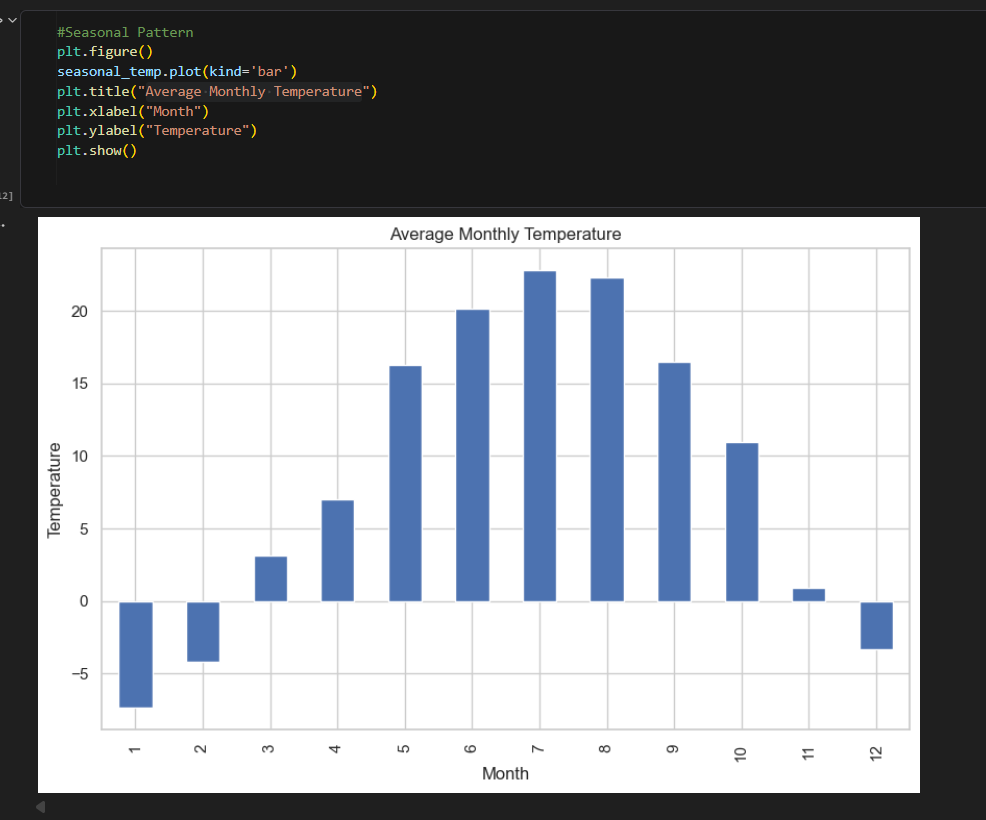 #Seasonal Pattern
plt.figure()
seasonal_temp.plot(kind='bar')
plt.title("Average Monthly Temperature")
plt.xlabel("Month")
plt.ylabel("Temperature")
plt.show()
12]
Average Monthly Temperature
Temperature
20
15
10
5
0
−5
1 2 3 4 5 6 7 8 9 10 11 12
Month